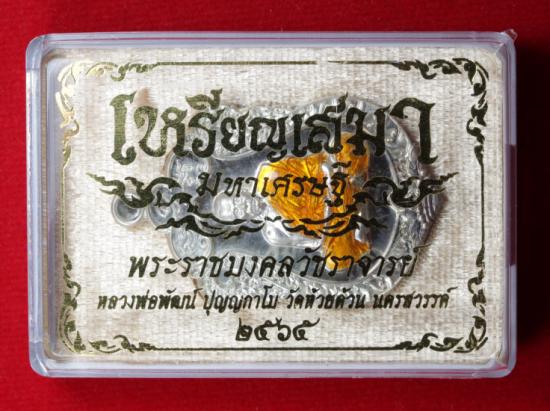 เหรียญเสมา
มหาเศรษฐี
พระราชมงคลวัชราจารย์
หลวงพ่อพัฒน์ ปุญญกาโม วัดห้วยด้วน นครสวรรค์
๒๕๖๕